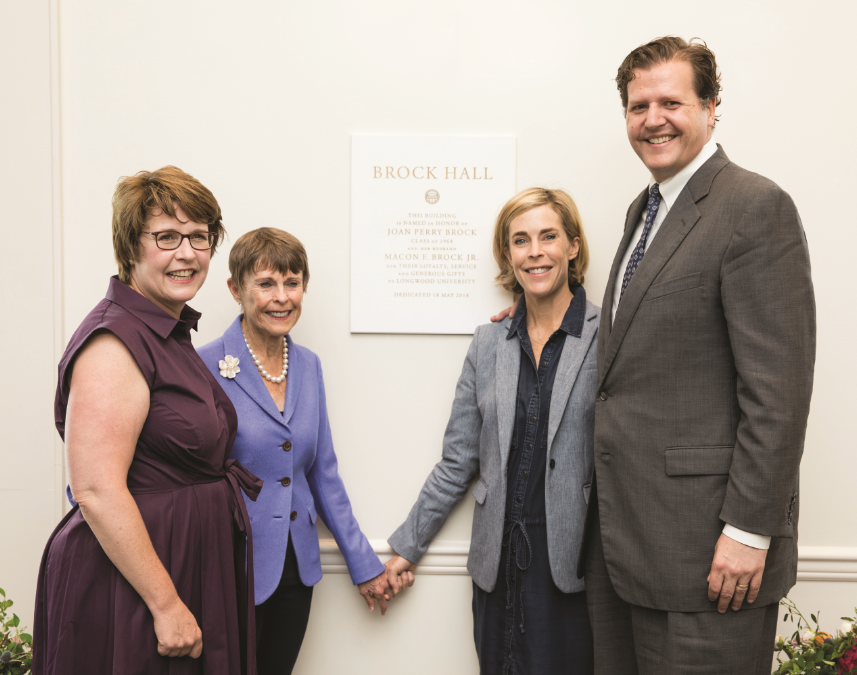 BROCK HALL
THIS BUILDING
IS NAMED IN HONOR OF
JOAN PERRY BROCK
CLASS OF 1964
AND HER HUSBAND
MACON F. BROCK JR.
FOR THEIR LOYALTY, SERVICE
AND GENEROUS GIFTS
TO LONGWOOD
UNIVERSITY
DEDICATED 18 MAY 2018